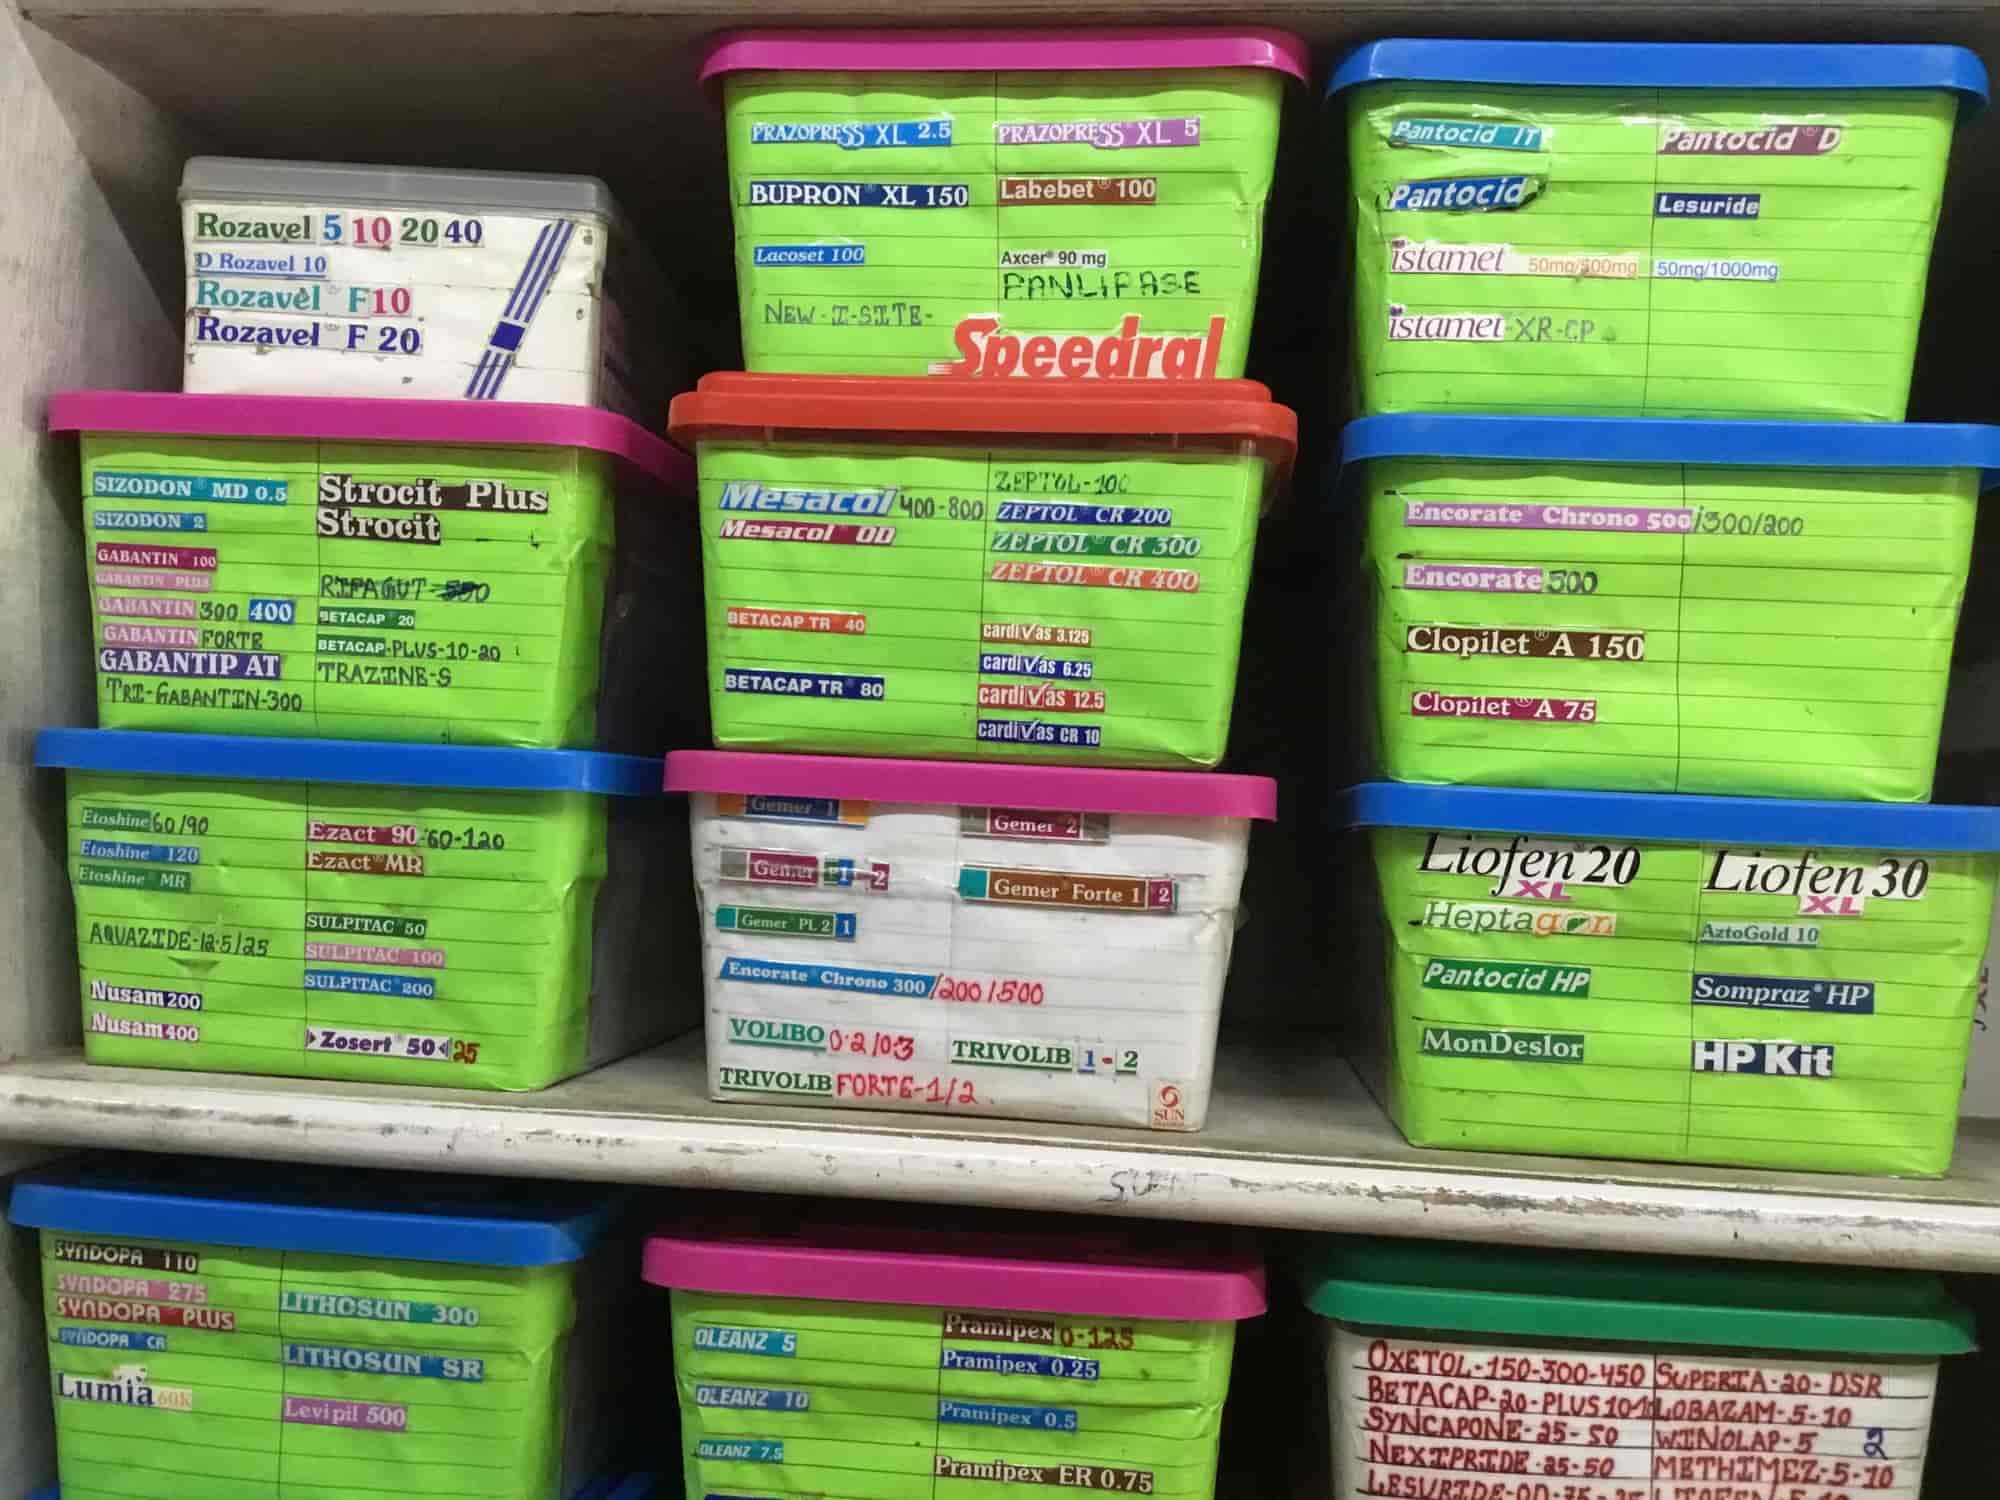 Rozavel 5 10 20 40
D Rozavel 10
Rozavel F10
Rozavel F 20
PRAZOPRESS XL 2.5
PRAZOPRESS XL 5
BUPRON® XL 150
Labebet® 100
Lacoset 100
Axcer® 90 mg
PANLIPASE
NEW-I-SITE-
Speedral
Pantocid IT
Pantocid® D
Pantocid
Lesuride
istamet 50mg/500mg 50mg/1000mg
istamet-XR-CP
SIZODON® MD 0.5
SIZODON® 2
GABANTIN® 100
GABANTIN PLUS
GABANTIN 300 400
GABANTIN FORTE
GABANTIP AT
TRI-GABANTIN-300
Strocit Plus
Strocit
RIFAGUT
BETACAP® 20
BETACAP-PLUS-10-20
TRAZINE-S
Mesacol 400-800
Mesacol® OD
BETACAP TR® 40
BETACAP TR® 80
ZEPTOL-100
ZEPTOL® CR 200
ZEPTOL® CR 300
ZEPTOL® CR 400
cardivas 3.125
cardivas 6.25
cardivas 12.5
cardivas CR 10
Encorate® Chrono 500/300/200
Encorate 500
Clopilet® A 150
Clopilet® A 75
Etoshine 60/90
Etoshine® 120
Etoshine® MR
AQUAZIDE-12.5/25
Nusam 200
Nusam 400
Ezact® 90-60-120
Ezact® MR
SULPITAC® 50
SULPITAC® 100
SULPITAC® 200
Zosert® 50 25
Gemer® 1
Gemer® 2
Gemer P1-2
Gemer® Forte 1 2
Gemer® PL 2 1
Encorate® Chrono 300/200/500
VOLIBO 0.2/0.3
TRIVOLIB 1-2
TRIVOLIB FORTE-1/2
SUN
Liofen® 20
XL
Liofen 30
XL
Heptagon
AztoGold 10
Pantocid HP
Sompraz® HP
MonDeslor
HP Kit
SUN
SYNDOPA® 110
SYNDOPA® 275
SYNDOPA® PLUS
SYNDOPA® CR
Lumia 60k
LITHOSUN® 300
LITHOSUN® SR
Levipil 500
OLEANZ® 5
OLEANZ® 10
OLEANZ® 7.5
Pramipex 0-125
Pramipex® 0.25
Pramipex® 0.5
Pramipex® ER 0.75
OXETOL-150-300-450
BETACAP-20-PLUS 10
SYNCAPONE-25-50
NEXIPRIDE-25-50
LESURIDE-OD-75-25
SUPERIA-20-DSR
LOBAZAM-5-10
WINOLAP-5 2
METHIMEZ-5-10